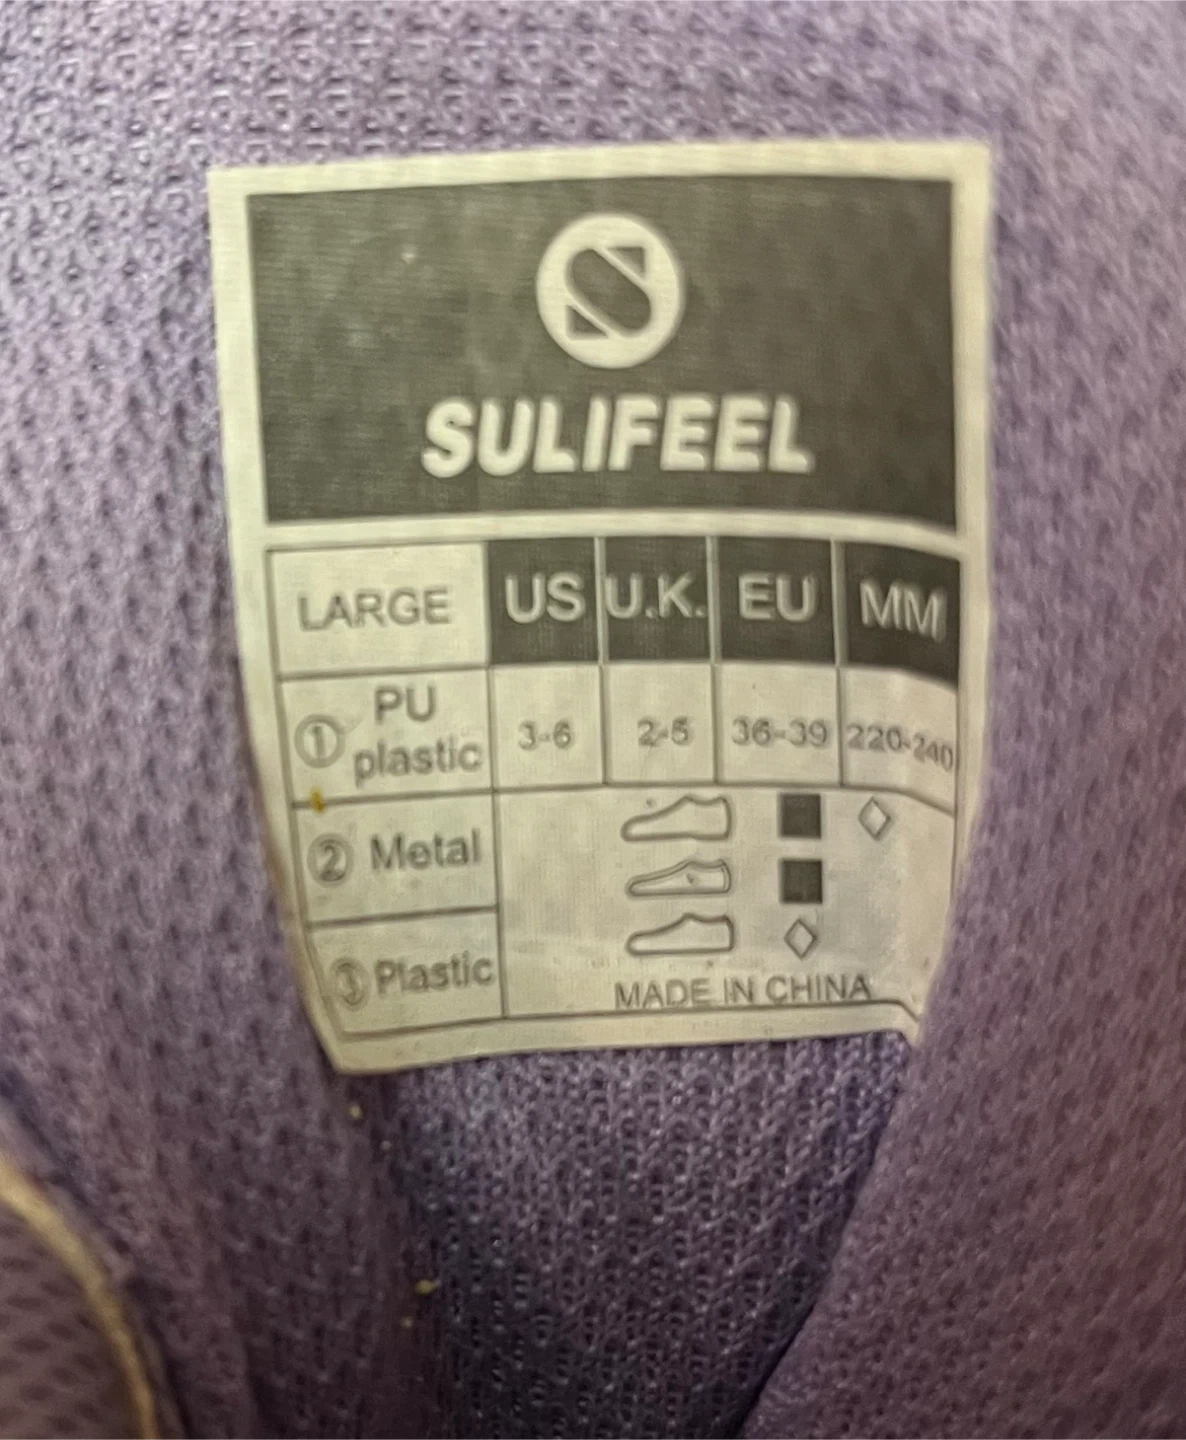 S
SULIFEEL
LARGE US U.K. EU MM
① PU plastic 3-6 2-5 36-39 220-240
② Metal
③ Plastic
MADE IN CHINA